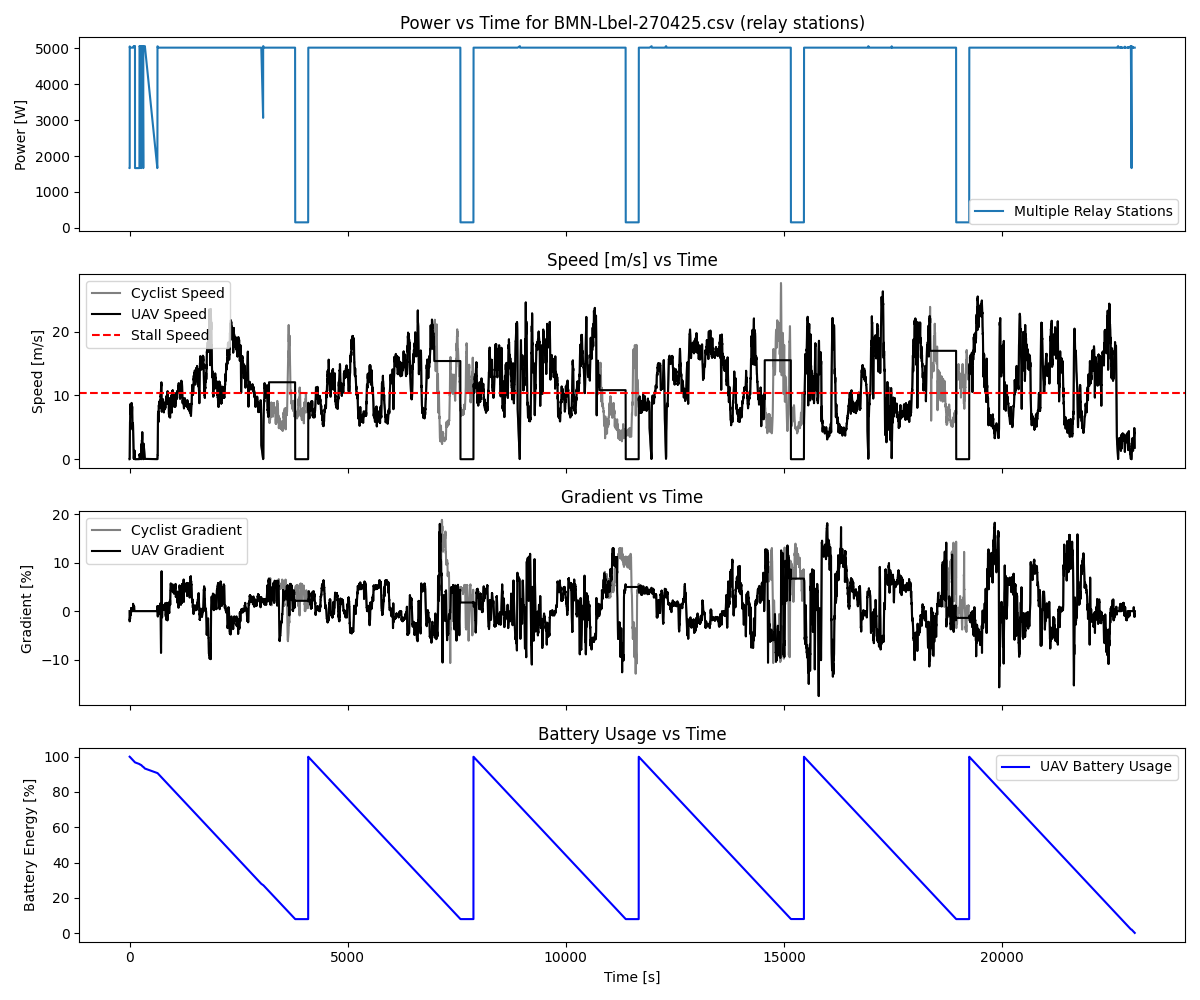 Power vs Time for BMN-Lbel-270425.csv (relay stations)
Power [W]
5000
4000
3000
2000
1000
0
Multiple Relay Stations
Speed [m/s] vs Time
Speed [m/s]
20
10
0
Cyclist Speed
UAV Speed
Stall Speed
Gradient vs Time
Gradient [%]
20
10
0
−10
Cyclist Gradient
UAV Gradient
Battery Usage vs Time
Battery Energy [%]
100
80
60
40
20
0
UAV Battery Usage
0 5000 10000 15000 20000
Time [s]